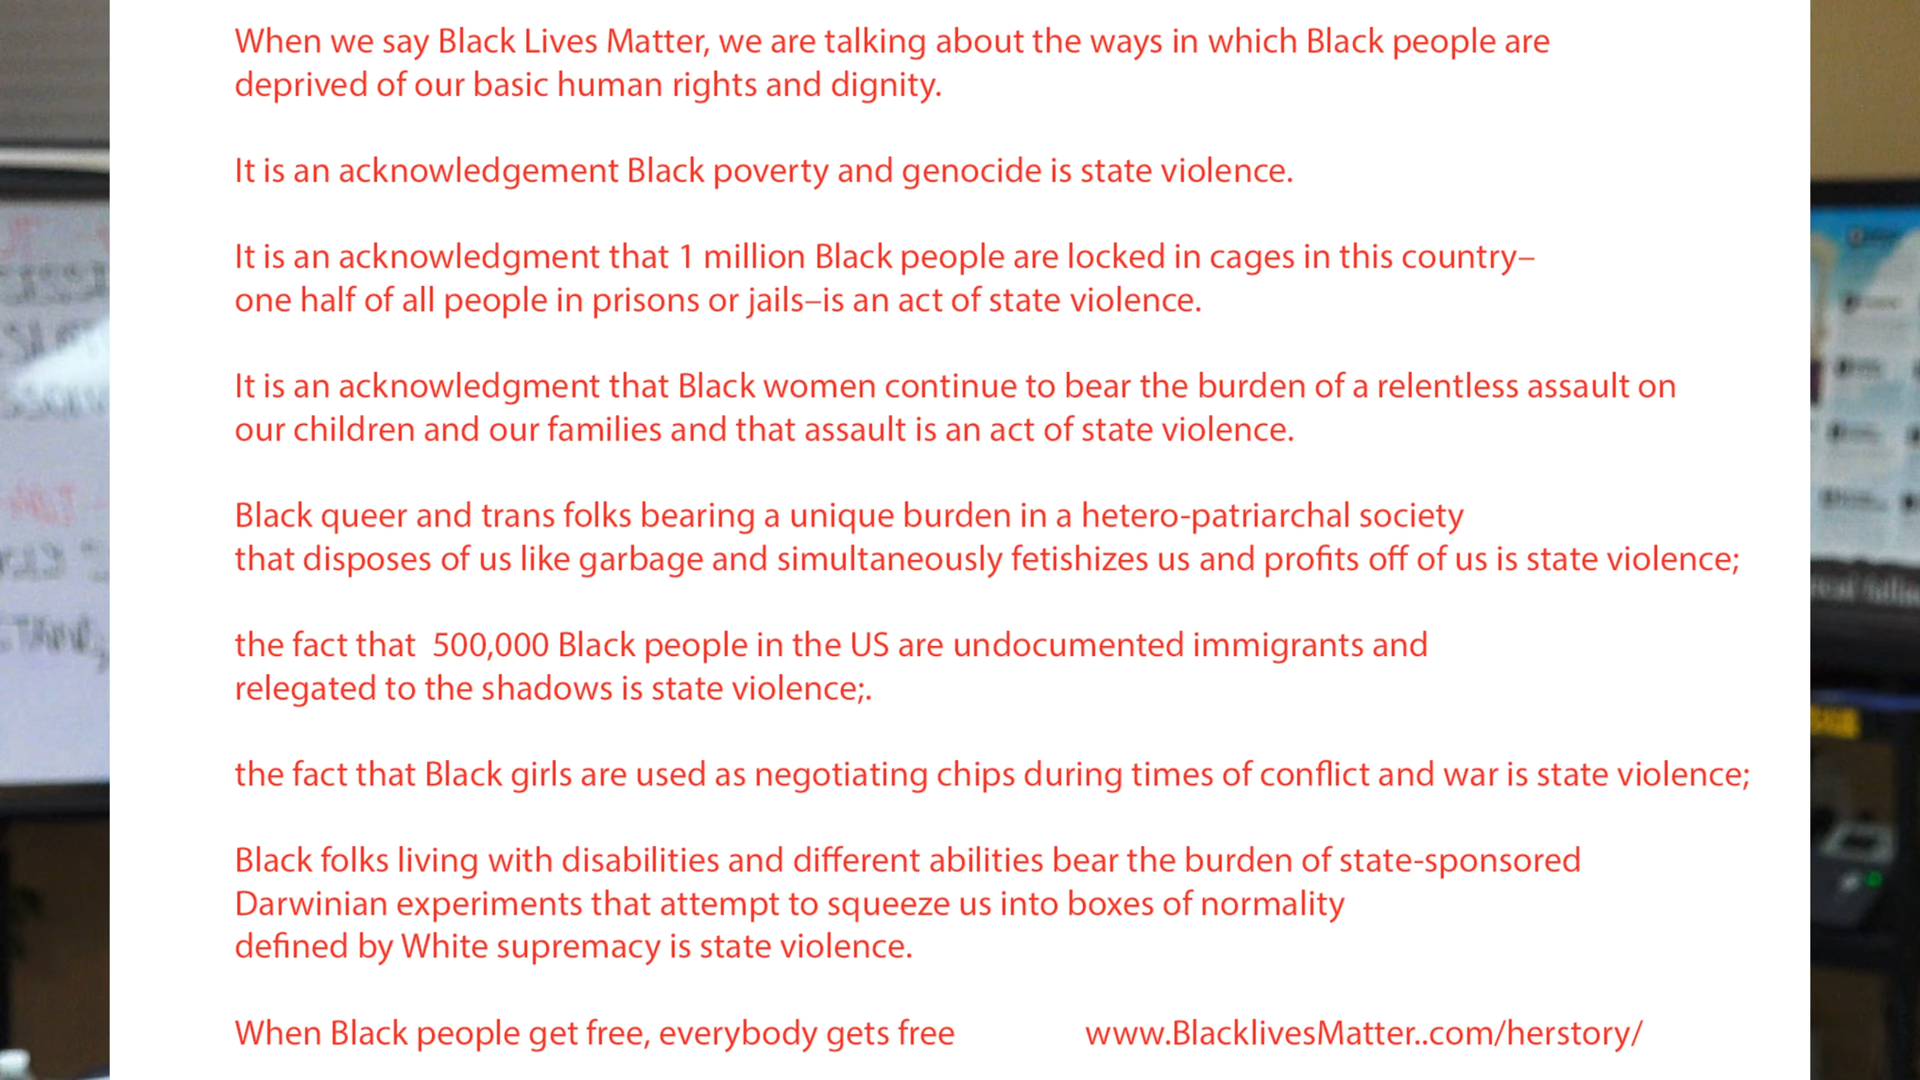 When we say Black Lives Matter, we are talking about the ways in which Black people are
deprived of our basic human rights and dignity.
It is an acknowledgement Black poverty and genocide is state violence.
It is an acknowledgment that 1 million Black people are locked in cages in this country–
one half of all people in prisons or jails–is an act of state violence.
It is an acknowledgment that Black women continue to bear the burden of a relentless assault on
our children and our families and that assault is an act of state violence.
Black queer and trans folks bearing a unique burden in a hetero-patriarchal society
that disposes of us like garbage and simultaneously fetishizes us and profits off of us is state violence;
the fact that  500,000 Black people in the US are undocumented immigrants and
relegated to the shadows is state violence;.
the fact that Black girls are used as negotiating chips during times of conflict and war is state violence;
Black folks living with disabilities and different abilities bear the burden of state-sponsored
Darwinian experiments that attempt to squeeze us into boxes of normality
defined by White supremacy is state violence.
When Black people get free, everybody gets free
www.BlacklivesMatter..com/herstory/